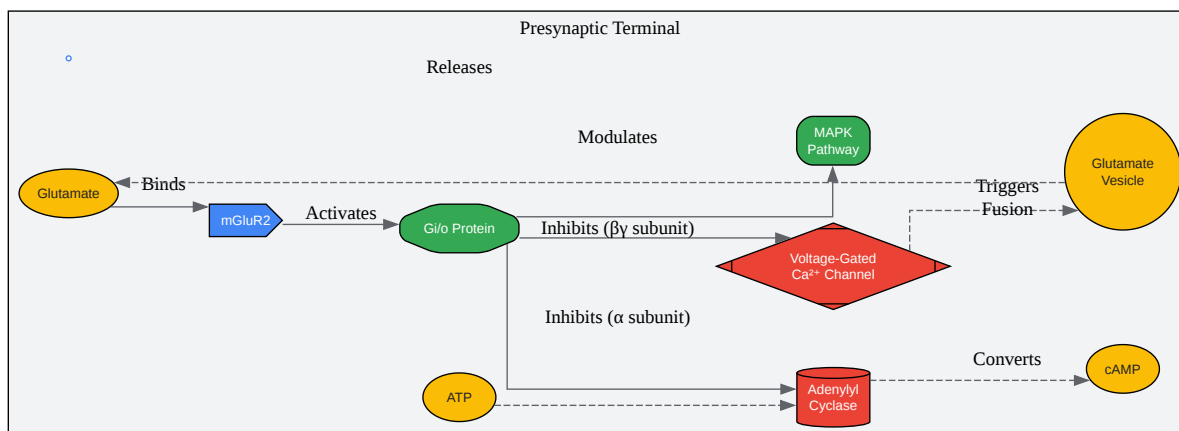 Presynaptic Terminal
Releases
Modulates
MAPK
Pathway
Glutamate
Vesicle
Binds
Triggers
Fusion
Glutamate
mGluR2
Activates
Gi/o Protein
Inhibits (βγ subunit)
Voltage-Gated
Ca²⁺ Channel
Inhibits (α subunit)
Converts
cAMP
ATP
Adenylyl
Cyclase